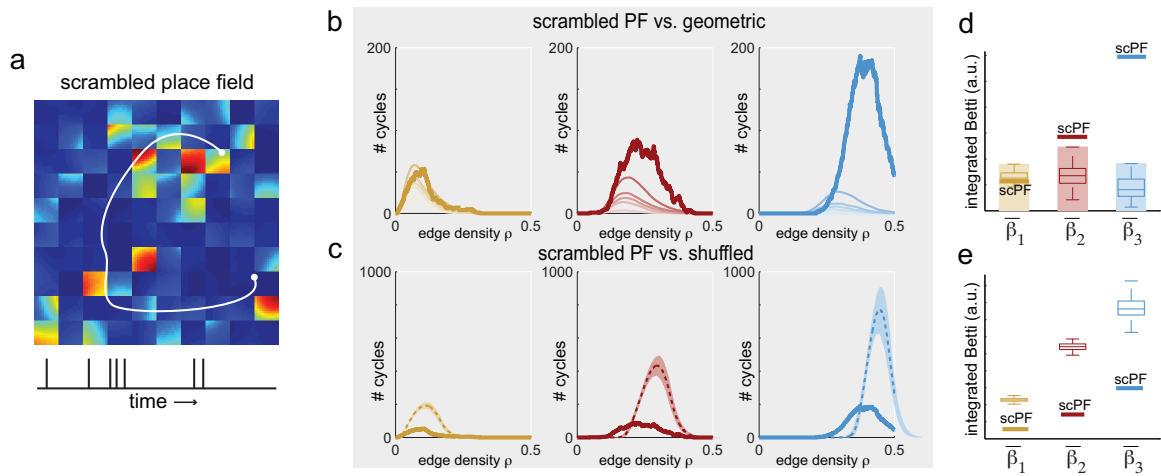 a
scrambled place field
time →
b
scrambled PF vs. geometric
# cycles
200
0
0
0.5
edge density ρ
# cycles
200
0
0
0.5
edge density ρ
# cycles
200
0
0
0.5
edge density ρ
c
scrambled PF vs. shuffled
# cycles
1000
0
0
0.5
edge density ρ
# cycles
1000
0
0
0.5
edge density ρ
# cycles
1000
0
0
0.5
edge density ρ
d
integrated Betti (a.u.)
scPF
scPF
scPF
β̅₁ β̅₂ β̅₃
e
integrated Betti (a.u.)
scPF
scPF
scPF
β̅₁ β̅₂ β̅₃